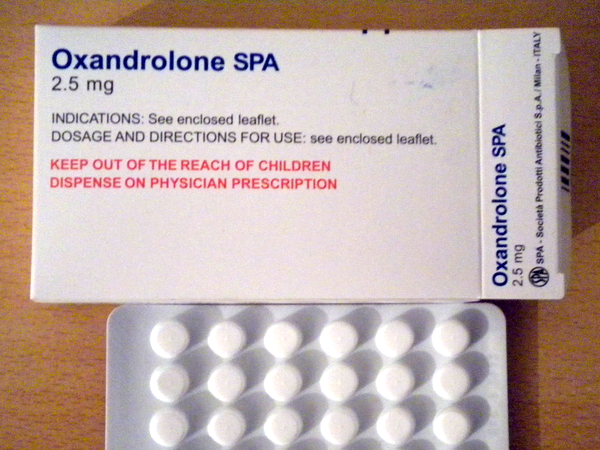 Oxandrolone SPA
2.5 mg
INDICATIONS: See enclosed leaflet.
DOSAGE AND DIRECTIONS FOR USE: see enclosed leaflet.
KEEP OUT OF THE REACH OF CHILDREN
DISPENSE ON PHYSICIAN PRESCRIPTION
Oxandrolone SPA
2.5 mg
SPA
SPA - Società Prodotti Antibiotici S.p.A./ Milan - ITALY